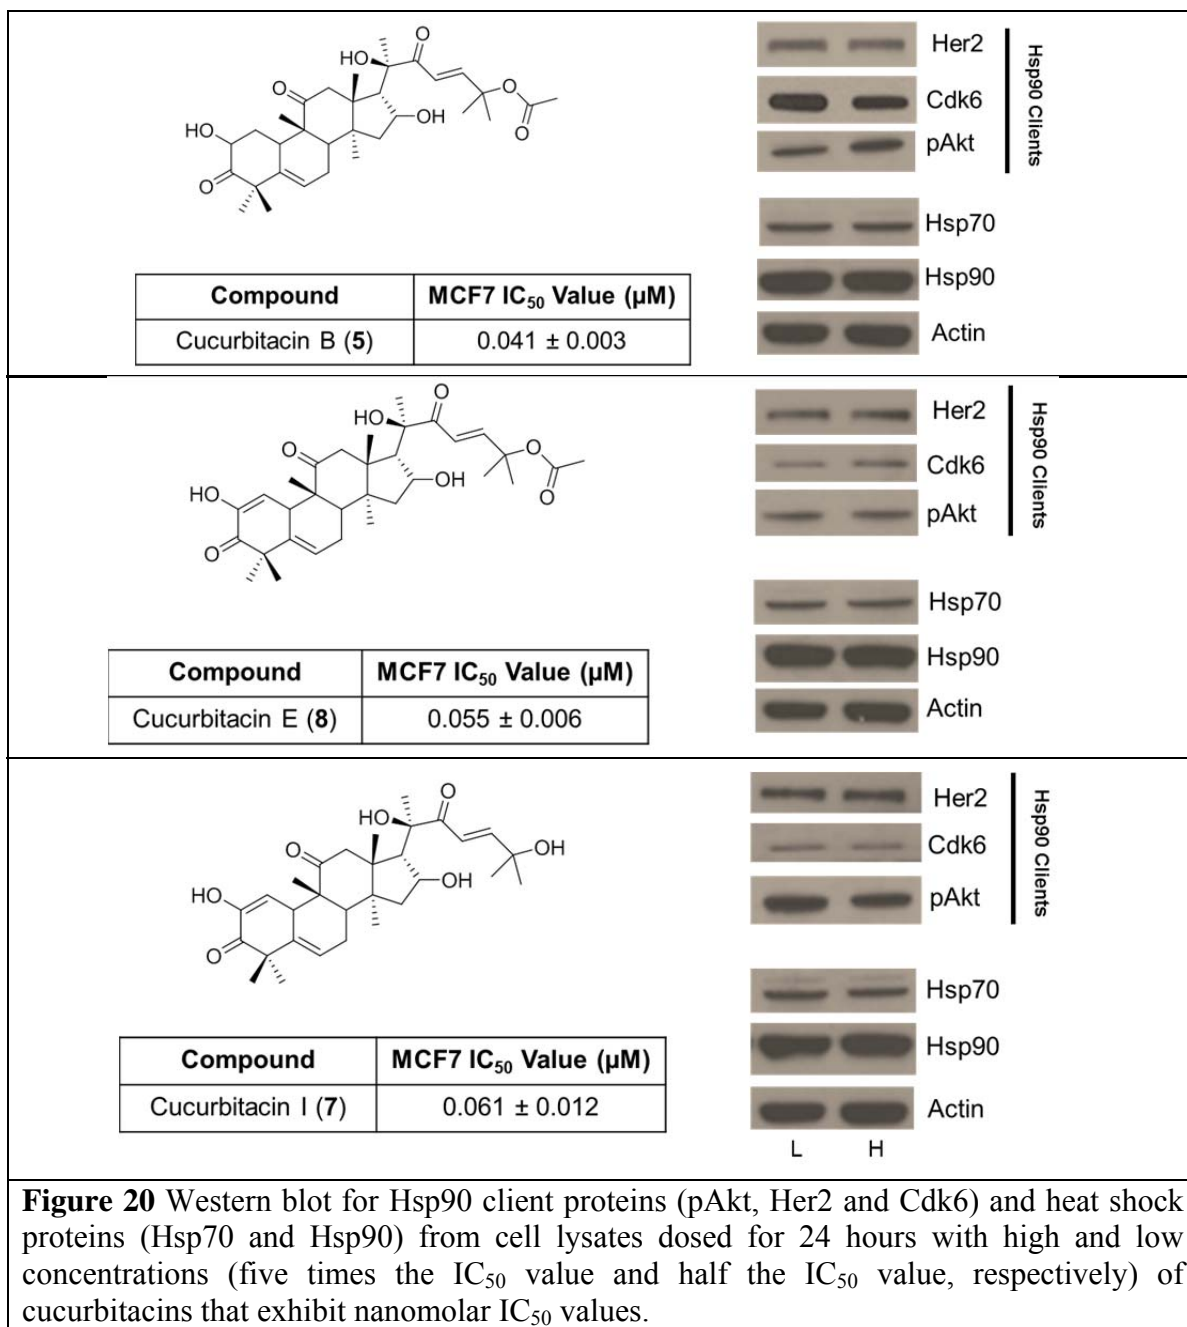 HO
O
O
HO
O
OH
O
O
Her2
Cdk6
pAkt
Hsp90 Clients
Hsp70
Hsp90
Actin
Compound MCF7 IC50 Value (µM)
Cucurbitacin B (5) 0.041 ± 0.003
HO
O
O
HO
O
OH
O
O
Her2
Cdk6
pAkt
Hsp90 Clients
Hsp70
Hsp90
Actin
Compound MCF7 IC50 Value (µM)
Cucurbitacin E (8) 0.055 ± 0.006
HO
O
O
HO
O
OH
OH
Her2
Cdk6
pAkt
Hsp90 Clients
Hsp70
Hsp90
Actin
L H
Compound MCF7 IC50 Value (µM)
Cucurbitacin I (7) 0.061 ± 0.012
Figure 20 Western blot for Hsp90 client proteins (pAkt, Her2 and Cdk6) and heat shock
proteins (Hsp70 and Hsp90) from cell lysates dosed for 24 hours with high and low
concentrations (five times the IC50 value and half the IC50 value, respectively) of
cucurbitacins that exhibit nanomolar IC50 values.